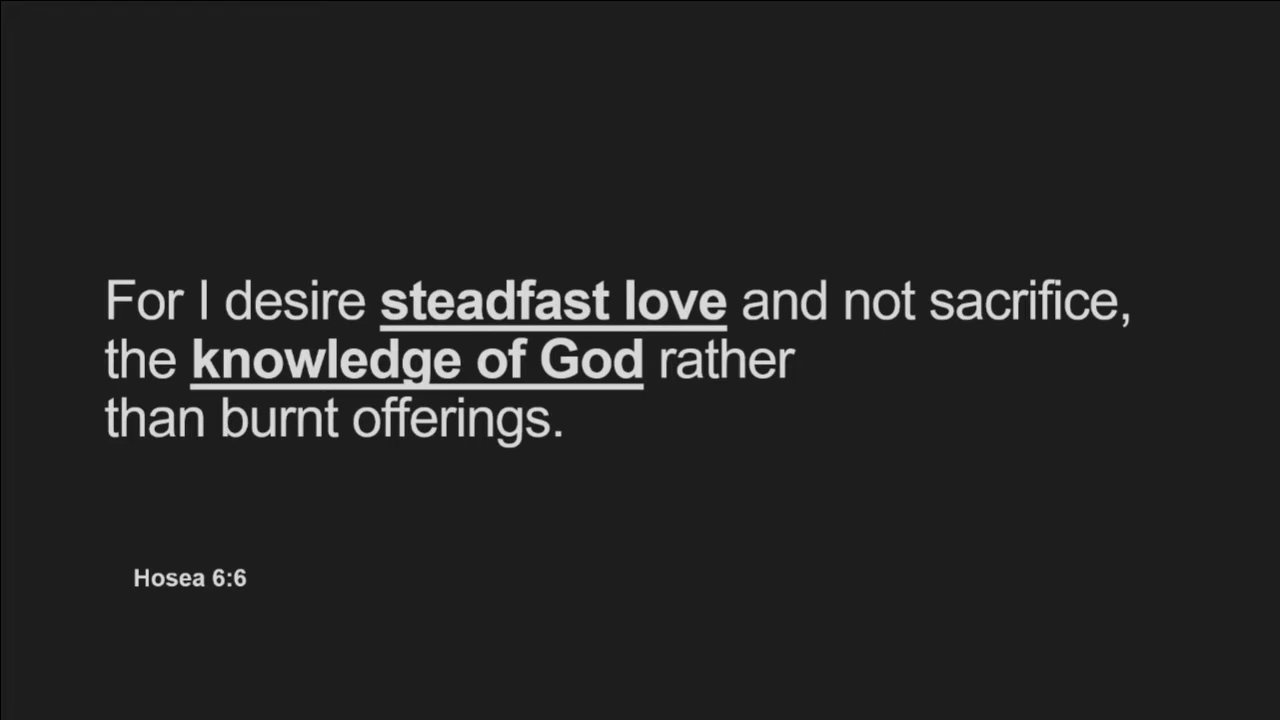 For I desire steadfast love and not sacrifice,
the knowledge of God rather
than burnt offerings.
Hosea 6:6